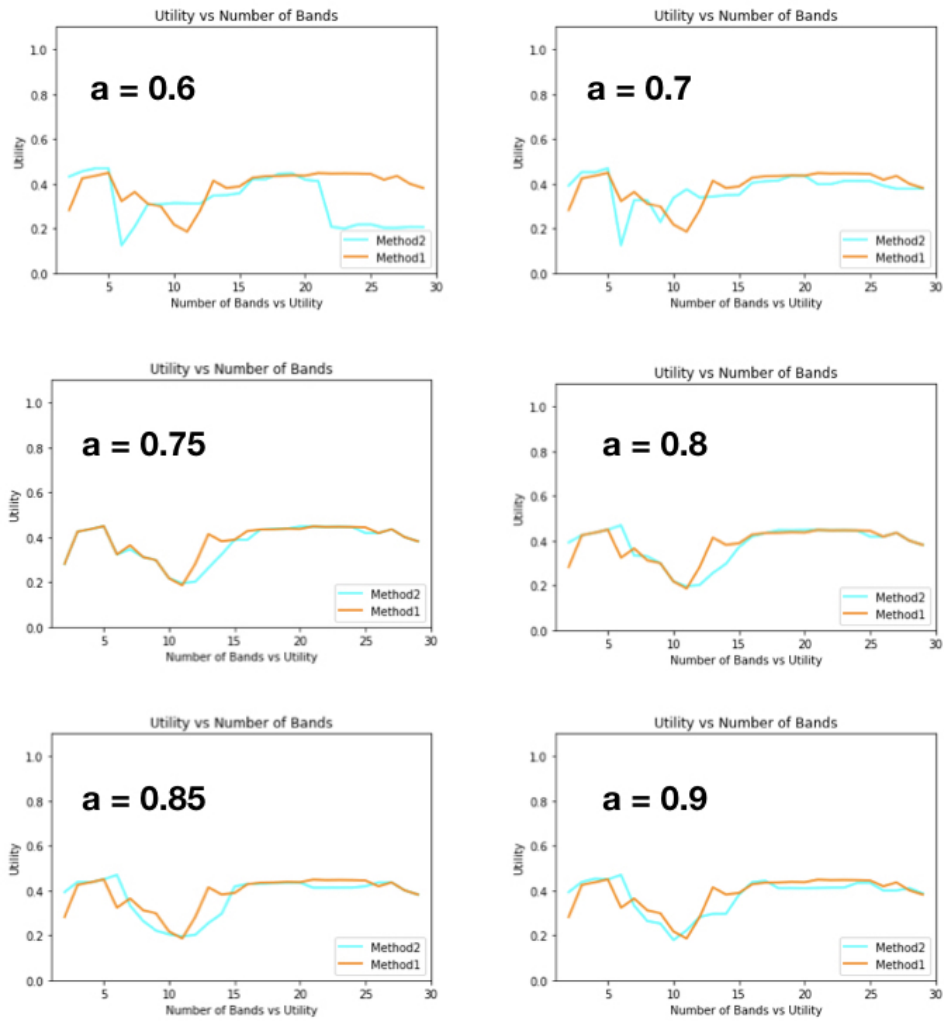 Utility vs Number of Bands
1.0
0.8
0.6
0.4
0.2
0.0
Utility
a = 0.6
Method2
Method1
5 10 15 20 25 30
Number of Bands vs Utility
Utility vs Number of Bands
1.0
0.8
0.6
0.4
0.2
0.0
Utility
a = 0.7
Method2
Method1
5 10 15 20 25 30
Number of Bands vs Utility
Utility vs Number of Bands
1.0
0.8
0.6
0.4
0.2
0.0
Utility
a = 0.75
Method2
Method1
5 10 15 20 25 30
Number of Bands vs Utility
Utility vs Number of Bands
1.0
0.8
0.6
0.4
0.2
0.0
Utility
a = 0.8
Method2
Method1
5 10 15 20 25 30
Number of Bands vs Utility
Utility vs Number of Bands
1.0
0.8
0.6
0.4
0.2
0.0
Utility
a = 0.85
Method2
Method1
5 10 15 20 25 30
Number of Bands vs Utility
Utility vs Number of Bands
1.0
0.8
0.6
0.4
0.2
0.0
Utility
a = 0.9
Method2
Method1
5 10 15 20 25 30
Number of Bands vs Utility